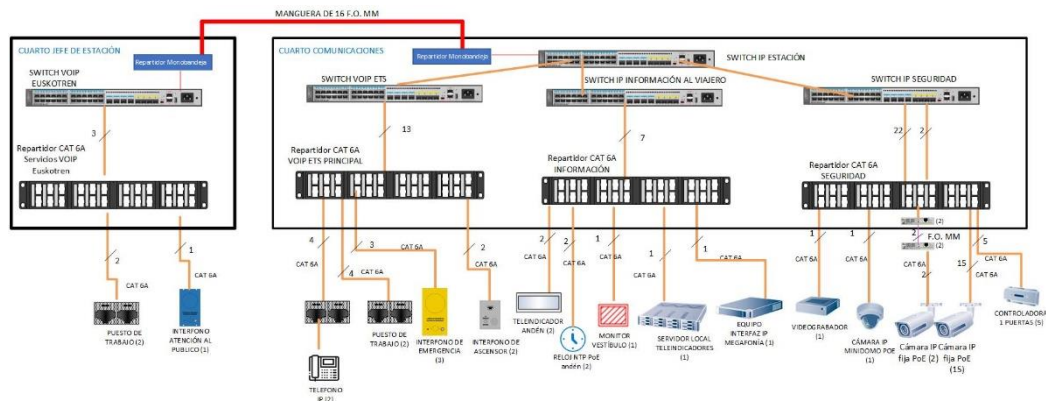 MANGUERA DE 16 F.O. MM
CUARTO JEFE DE ESTACIÓN
Repartidor Monobandeja
SWITCH VOIP
EUSKOTREN
3
Repartidor CAT 6A
Servicios VOIP
Euskotren
2
1
CAT 6A
CAT 6A
PUESTO DE
TRABAJO (2)
INTERFONO
ATENCIÓN AL
PUBLICO (1)
CUARTO COMUNICACIONES
Repartidor Monobandeja
SWITCH IP ESTACIÓN
SWITCH VOIP ETS
SWITCH IP INFORMACIÓN AL VIAJERO
SWITCH IP SEGURIDAD
13
7
22
2
Repartidor CAT 6A
VOIP ETS PRINCIPAL
Repartidor CAT 6A
INFORMACIÓN
Repartidor CAT 6A
SEGURIDAD
4
CAT 6A
4
CAT 6A
3
CAT 6A
2
CAT 6A
2
CAT 6A
2
CAT 6A
1
CAT 6A
1
CAT 6A
1
CAT 6A
1
CAT 6A
1
CAT 6A
(2)
2
F.O. MM
(2)
CAT 6A
2
15
CAT 6A
5
CAT 6A
TELEFONO
IP (2)
PUESTO DE
TRABAJO (2)
INTERFONO DE
EMERGENCIA
(3)
INTERFONO DE
ASCENSOR (2)
TELEINDICADOR
ANDÉN (2)
RELOJ NTP PoE
andén (2)
MONITOR
VESTÍBULO (1)
SERVIDOR LOCAL
TELEINDICADORES
(1)
EQUIPO
INTERFAZ IP
MEGAFONÍA (1)
VIDEOGRABADOR
(1)
CÁMARA IP
MINIDOMO POE
(1)
Cámara IP
fija PoE (2)
Cámara IP
fija PoE
(15)
CONTROLADORA
1 PUERTAS (5)